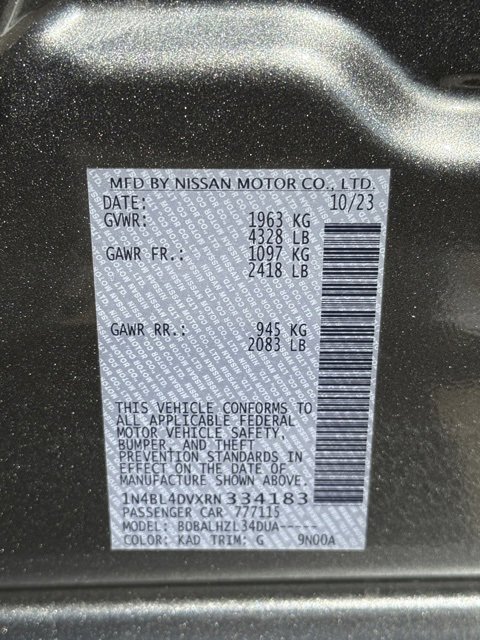 MFD BY NISSAN MOTOR CO., LTD.
DATE: 10/23
GVWR: 1963 KG
4328 LB
GAWR FR.: 1097 KG
2418 LB
GAWR RR.: 945 KG
2083 LB
THIS VEHICLE CONFORMS TO
ALL APPLICABLE FEDERAL
MOTOR VEHICLE SAFETY,
BUMPER, AND THEFT
PREVENTION STANDARDS IN
EFFECT ON THE DATE OF
MANUFACTURE SHOWN ABOVE.
1N4BL4DVXRN334183
PASSENGER CAR 777115
MODEL: BDBALHZL34DUA-----
COLOR: KAD TRIM: G 9N00A